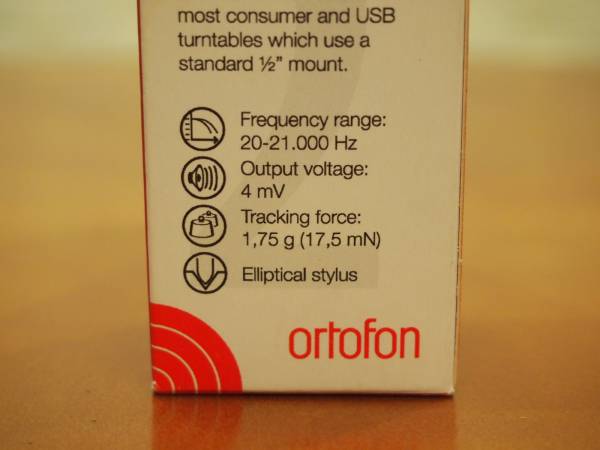 most consumer and USB
turntables which use a
standard ½" mount.
Frequency range:
20-21.000 Hz
Output voltage:
4 mV
Tracking force:
1,75 g (17,5 mN)
Elliptical stylus
ortofon